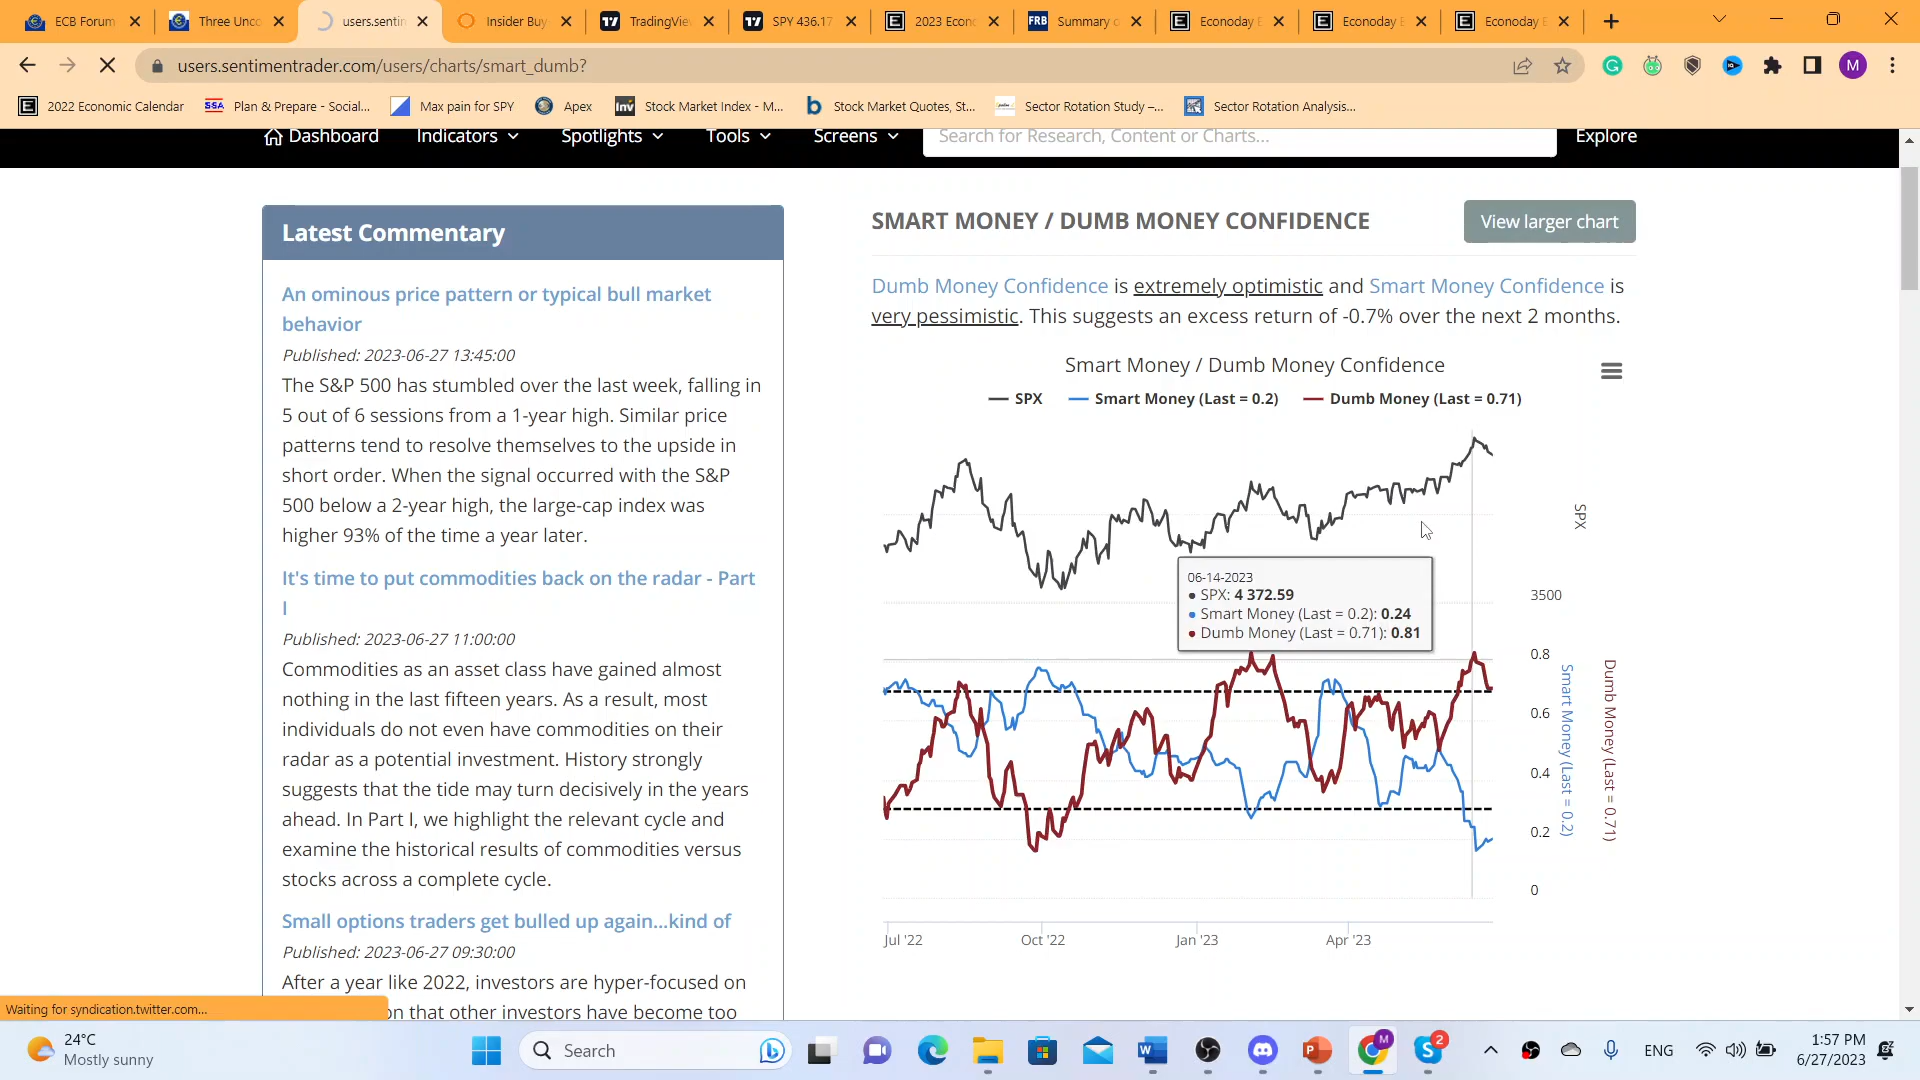 ECB Forum
Three Unco
users.sentin
Insider Buy
TradingView
SPY 436.17
2023 Econ
Summary o
Econoday E
Econoday E
Econoday E
users.sentimentrader.com/users/charts/smart_dumb?
M
2022 Economic Calendar
Plan & Prepare - Social...
Max pain for SPY
Apex
Stock Market Index - M...
Stock Market Quotes, St...
Sector Rotation Study –...
Sector Rotation Analysis...
Dashboard
Indicators
Spotlights
Tools
Screens
Search for Research, Content or Charts...
Explore
Latest Commentary
An ominous price pattern or typical bull market
behavior
Published: 2023-06-27 13:45:00
The S&P 500 has stumbled over the last week, falling in
5 out of 6 sessions from a 1-year high. Similar price
patterns tend to resolve themselves to the upside in
short order. When the signal occurred with the S&P
500 below a 2-year high, the large-cap index was
higher 93% of the time a year later.
It's time to put commodities back on the radar - Part
I
Published: 2023-06-27 11:00:00
Commodities as an asset class have gained almost
nothing in the last fifteen years. As a result, most
individuals do not even have commodities on their
radar as a potential investment. History strongly
suggests that the tide may turn decisively in the years
ahead. In Part I, we highlight the relevant cycle and
examine the historical results of commodities versus
stocks across a complete cycle.
Small options traders get bulled up again...kind of
Published: 2023-06-27 09:30:00
After a year like 2022, investors are hyper-focused on
on that other investors have become too
SMART MONEY / DUMB MONEY CONFIDENCE
View larger chart
Dumb Money Confidence is extremely optimistic and Smart Money Confidence is
very pessimistic. This suggests an excess return of -0.7% over the next 2 months.
Smart Money / Dumb Money Confidence
SPX
Smart Money (Last = 0.2)
Dumb Money (Last = 0.71)
06-14-2023
● SPX: 4 372.59
● Smart Money (Last = 0.2): 0.24
● Dumb Money (Last = 0.71): 0.81
SPX
3500
0.8
0.6
0.4
0.2
0
Smart Money (Last = 0.2)
Dumb Money (Last = 0.71)
Jul '22
Oct '22
Jan '23
Apr '23
Waiting for syndication.twitter.com...
24°C
Mostly sunny
Search
M
2
ENG
1:57 PM
6/27/2023